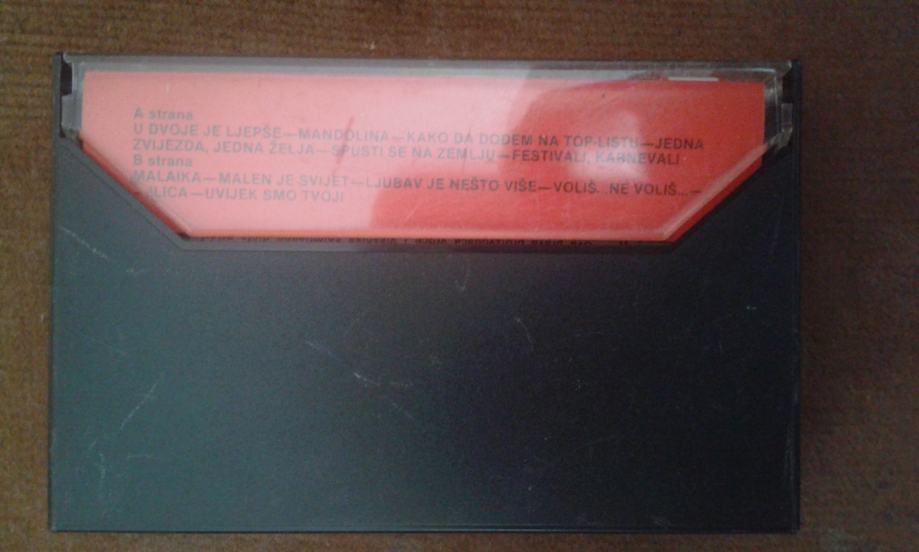 A strana
U DVOJE JE LJEPŠE—MANDOLINA—KAKO DA DOĐEM NA TOP-LISTU—JEDNA
ZVIJEZDA, JEDNA ŽELJA—SPUSTI SE NA ZEMLJU—FESTIVALI, KARNEVALI
B strana
MALAIKA—MALEN JE SVIJET—LJUBAV JE NEŠTO VIŠE—VOLIŠ...NE VOLIŠ...—
—UVIJEK SMO TVOJI